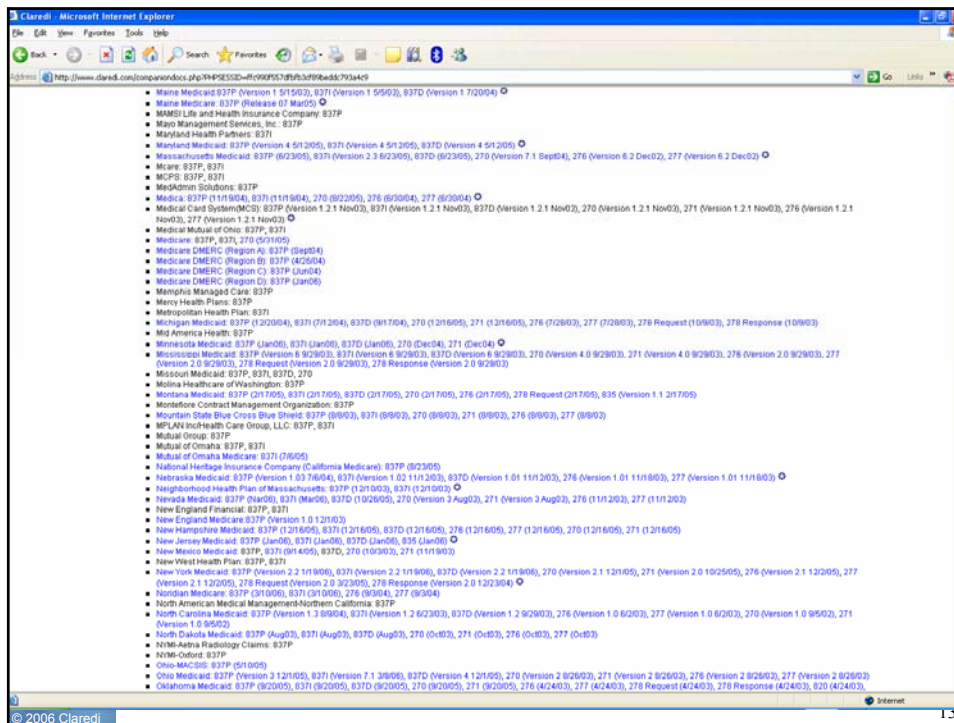 Claredi - Microsoft Internet Explorer
File Edit View Favorites Tools Help
Back Search Favorites
Address http://www.claredi.com/companiondocs.php?PHPSESSID=ffc990f557dfbfb3cf89beddc793a4c9 Go Links
Maine Medicaid:837P (Version 1 5/15/03), 837I (Version 1 5/5/03), 837D (Version 1 7/20/04)
Maine Medicare: 837P (Release 07 Mar05)
MAMSI Life and Health Insurance Company: 837P
Mayo Management Services, Inc.: 837P
Maryland Health Partners: 837I
Maryland Medicaid: 837P (Version 4 5/12/05), 837I (Version 4 5/12/05), 837D (Version 4 5/12/05)
Massachusetts Medicaid: 837P (6/23/05), 837I (Version 2.3 6/23/05), 837D (6/23/05), 270 (Version 7.1 Sept04), 276 (Version 6.2 Dec02), 277 (Version 6.2 Dec02)
Mcare: 837P, 837I
MCPS: 837P, 837I
MedAdmin Solutions: 837P
Medica: 837P (11/19/04), 837I (11/19/04), 270 (8/22/05), 276 (6/30/04), 277 (6/30/04)
Medical Card System(MCS): 837P (Version 1.2.1 Nov03), 837I (Version 1.2.1 Nov03), 837D (Version 1.2.1 Nov03), 270 (Version 1.2.1 Nov03), 271 (Version 1.2.1 Nov03), 276 (Version 1.2.1
Nov03), 277 (Version 1.2.1 Nov03)
Medical Mutual of Ohio: 837P, 837I
Medicare: 837P, 837I, 270 (5/31/05)
Medicare DMERC (Region A): 837P (Sept04)
Medicare DMERC (Region B): 837P (4/26/04)
Medicare DMERC (Region C): 837P (Jun04)
Medicare DMERC (Region D): 837P (Jan06)
Memphis Managed Care: 837P
Mercy Health Plans: 837P
Metropolitan Health Plan: 837I
Michigan Medicaid: 837P (12/20/04), 837I (7/12/04), 837D (9/17/04), 270 (12/16/05), 271 (12/16/05), 276 (7/28/03), 277 (7/28/03), 278 Request (10/9/03), 278 Response (10/9/03)
Mid America Health: 837P
Minnesota Medicaid: 837P (Jan06), 837I (Jan06), 837D (Jan06), 270 (Dec04), 271 (Dec04)
Mississippi Medicaid: 837P (Version 6 9/29/03), 837I (Version 6 9/29/03), 837D (Version 6 9/29/03), 270 (Version 4.0 9/29/03), 271 (Version 4.0 9/29/03), 276 (Version 2.0 9/29/03), 277
(Version 2.0 9/29/03), 278 Request (Version 2.0 9/29/03), 278 Response (Version 2.0 9/29/03)
Missouri Medicaid: 837P, 837I, 837D, 270
Molina Healthcare of Washington: 837P
Montana Medicaid: 837P (2/17/05), 837I (2/17/05), 837D (2/17/05), 270 (2/17/05), 276 (2/17/05), 278 Request (2/17/05), 835 (Version 1.1 2/17/05)
Montefiore Contract Management Organization: 837P
Mountain State Blue Cross Blue Shield: 837P (8/8/03), 837I (8/8/03), 270 (8/8/03), 271 (8/8/03), 276 (8/8/03), 277 (8/8/03)
MPLAN Inc/Health Care Group, LLC: 837P, 837I
Mutual Group: 837P
Mutual of Omaha: 837P, 837I
Mutual of Omaha Medicare: 837I (7/6/05)
National Heritage Insurance Company (California Medicare): 837P (8/23/05)
Nebraska Medicaid: 837P (Version 1.03 7/6/04), 837I (Version 1.02 11/12/03), 837D (Version 1.01 11/12/03), 276 (Version 1.01 11/18/03), 277 (Version 1.01 11/18/03)
Neighborhood Health Plan of Massachusetts: 837P (12/10/03), 837I (12/10/03)
Nevada Medicaid: 837P (Mar06), 837I (Mar06), 837D (10/26/05), 270 (Version 3 Aug03), 271 (Version 3 Aug03), 276 (11/12/03), 277 (11/12/03)
New England Financial: 837P, 837I
New England Medicare:837P (Version 1.0 12/1/03)
New Hampshire Medicaid: 837P (12/16/05), 837I (12/16/05), 837D (12/16/05), 276 (12/16/05), 277 (12/16/05), 270 (12/16/05), 271 (12/16/05)
New Jersey Medicaid: 837P (Jan06), 837I (Jan06), 837D (Jan06), 835 (Jan06)
New Mexico Medicaid: 837P, 837I (9/14/05), 837D, 270 (10/3/03), 271 (11/19/03)
New West Health Plan: 837P, 837I
New York Medicaid: 837P (Version 2.2 1/19/06), 837I (Version 2.2 1/19/06), 837D (Version 2.2 1/19/06), 270 (Version 2.1 12/1/05), 271 (Version 2.0 10/25/05), 276 (Version 2.1 12/2/05), 277
(Version 2.1 12/2/05), 278 Request (Version 2.0 3/23/05), 278 Response (Version 2.0 12/23/04)
Noridian Medicare: 837P (3/10/06), 837I (3/10/06), 276 (9/3/04), 277 (9/3/04)
North American Medical Management-Northern California: 837P
North Carolina Medicaid: 837P (Version 1.3 8/9/04), 837I (Version 1.2 6/23/03), 837D (Version 1.2 9/29/03), 276 (Version 1.0 6/2/03), 277 (Version 1.0 6/2/03), 270 (Version 1.0 9/5/02), 271
(Version 1.0 9/5/02)
North Dakota Medicaid: 837P (Aug03), 837I (Aug03), 837D (Aug03), 270 (Oct03), 271 (Oct03), 276 (Oct03), 277 (Oct03)
NYMI-Aetna Radiology Claims: 837P
NYMI-Oxford: 837P
Ohio-MACSIS: 837P (5/10/05)
Ohio Medicaid: 837P (Version 3 12/1/05), 837I (Version 7.1 3/8/06), 837D (Version 4 12/1/05), 270 (Version 2 8/26/03), 271 (Version 2 8/26/03), 276 (Version 2 8/26/03), 277 (Version 2 8/26/03)
Oklahoma Medicaid: 837P (9/20/05), 837I (9/20/05), 837D (9/20/05), 270 (9/20/05), 271 (9/20/05), 276 (4/24/03), 277 (4/24/03), 278 Request (4/24/03), 278 Response (4/24/03), 820 (4/24/03),
Internet
© 2006 Claredi
13